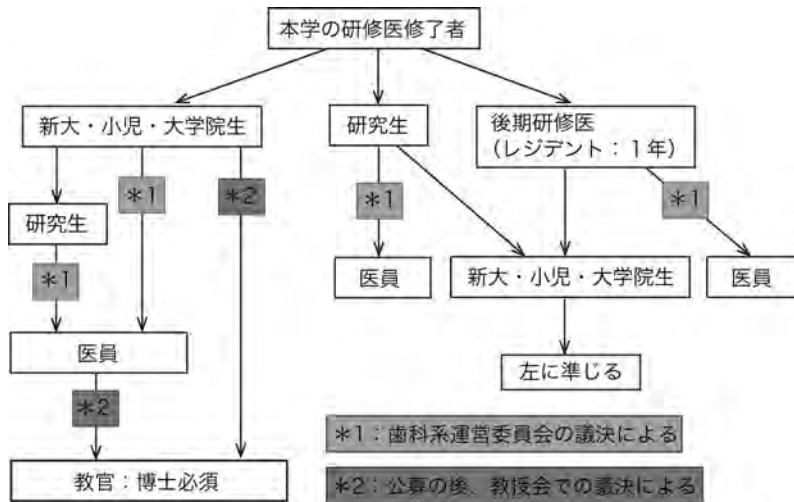 本学の研修医修了者
新大・小児・大学院生
研究生
後期研修医
(レジデント:1年)
*1
*2
*1
*1
研究生
*1
医員
新大・小児・大学院生
医員
医員
左に準じる
*2
*1:歯科系運営委員会の議決による
教官:博士必須
*2:公募の後、教授会での議決による